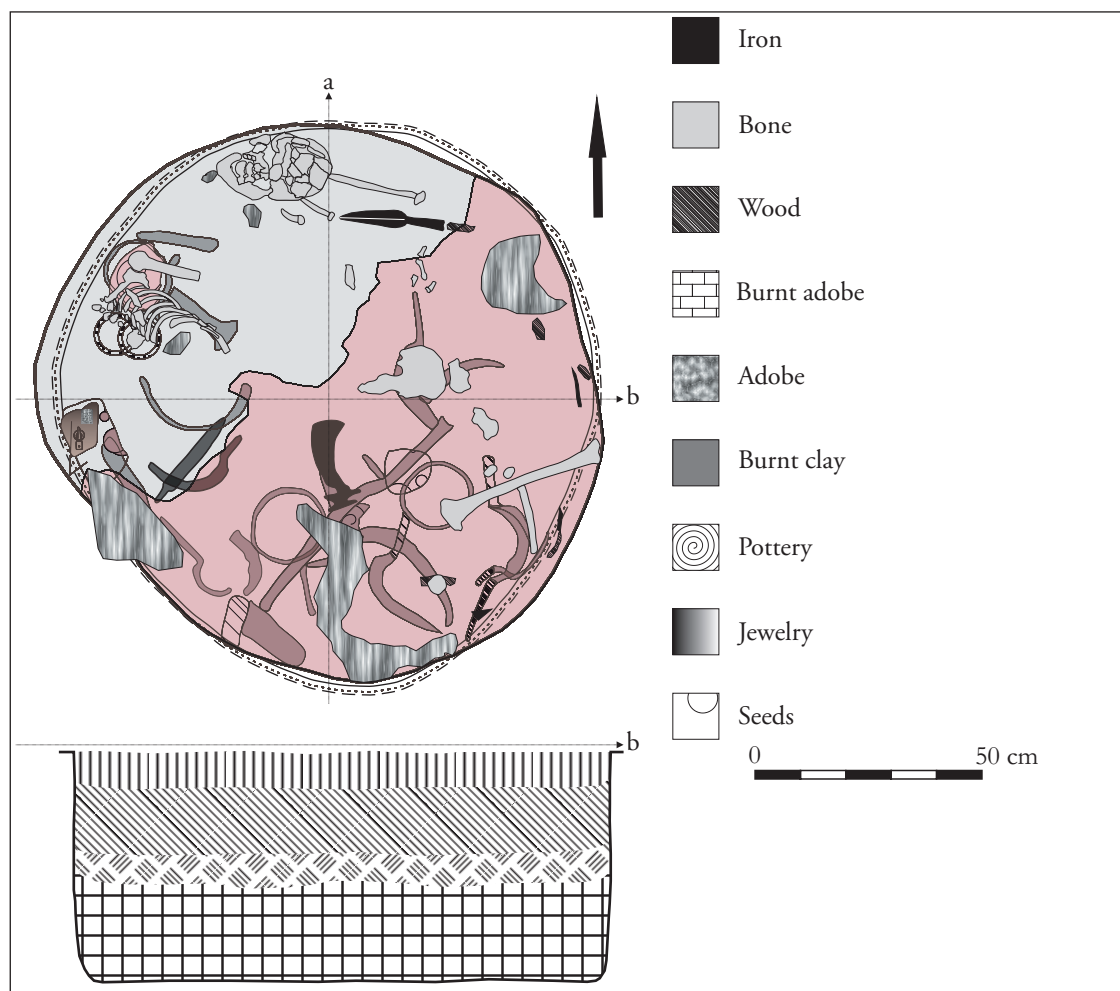 a
b
b
Iron
Bone
Wood
Burnt adobe
Adobe
Burnt clay
Pottery
Jewelry
Seeds
0 50 cm